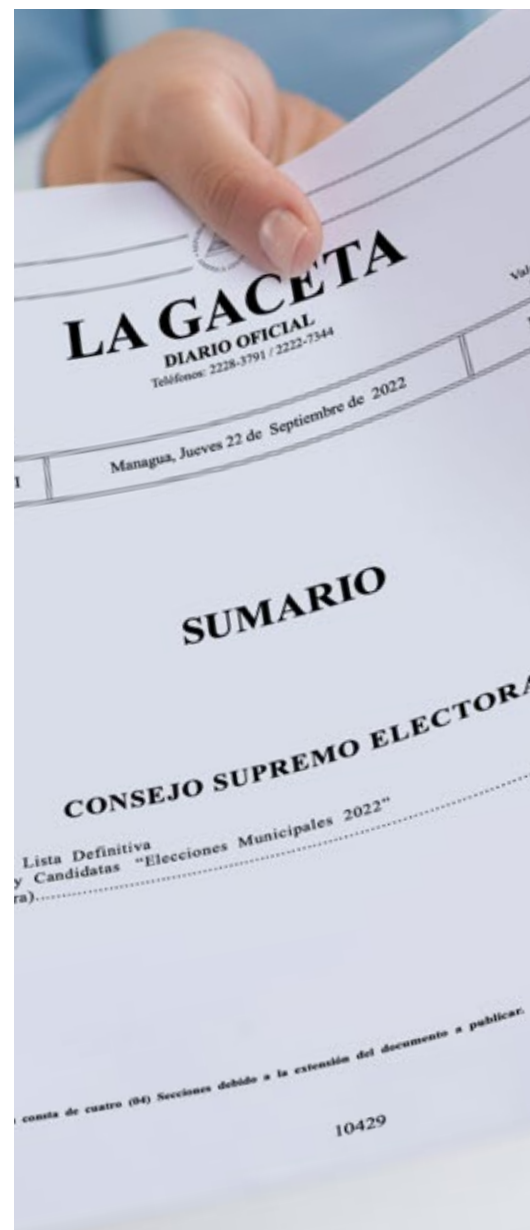 LA GACETA
DIARIO OFICIAL
Teléfonos: 2228-3791 / 2222-7344
I
Managua, Jueves 22 de Septiembre de 2022
SUMARIO
CONSEJO SUPREMO ELECTORA
Lista Definitiva
y Candidatas "Elecciones Municipales 2022"
ra)
consta de cuatro (04) Secciones debido a la extensión del documento a publicar.
10429